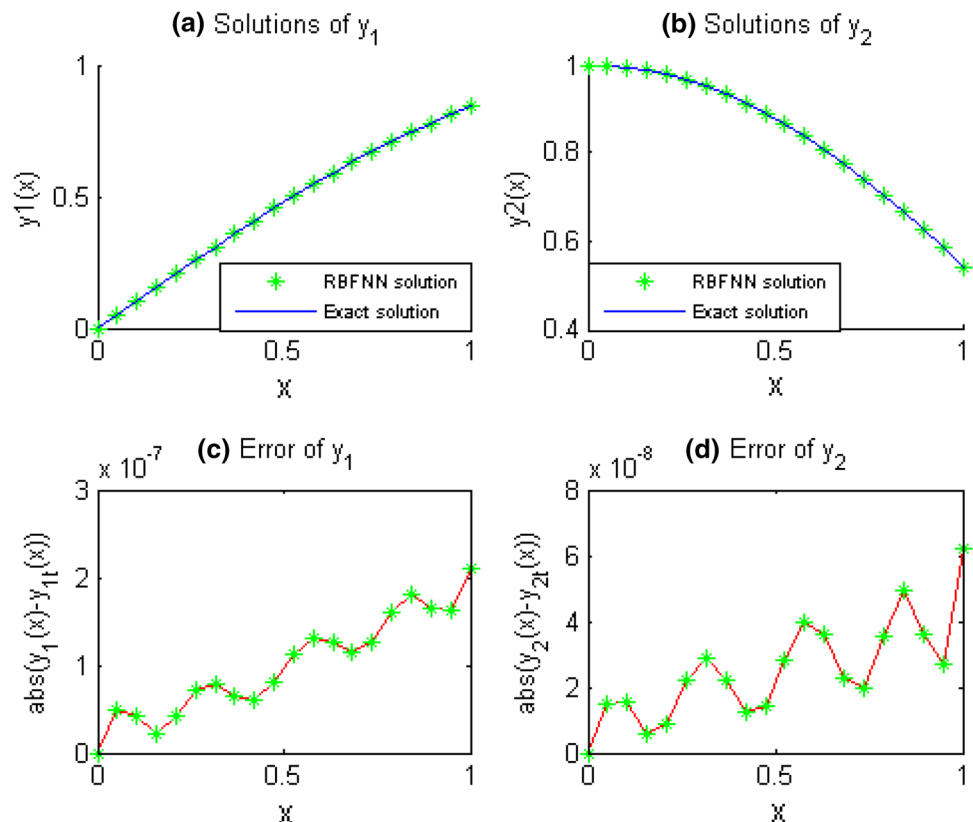 (a) Solutions of y₁
1
0.5
0
y1(x)
RBFNN solution
Exact solution
0
0.5
1
x
(b) Solutions of y₂
1
0.8
0.6
0.4
y2(x)
RBFNN solution
Exact solution
0
0.5
1
x
(c) Error of y₁
x 10⁻⁷
3
2
1
0
abs(y₁(x)-y₁ₜ(x))
0
0.5
1
x
(d) Error of y₂
x 10⁻⁸
8
6
4
2
0
abs(y₂(x)-y₂ₜ(x))
0
0.5
1
x